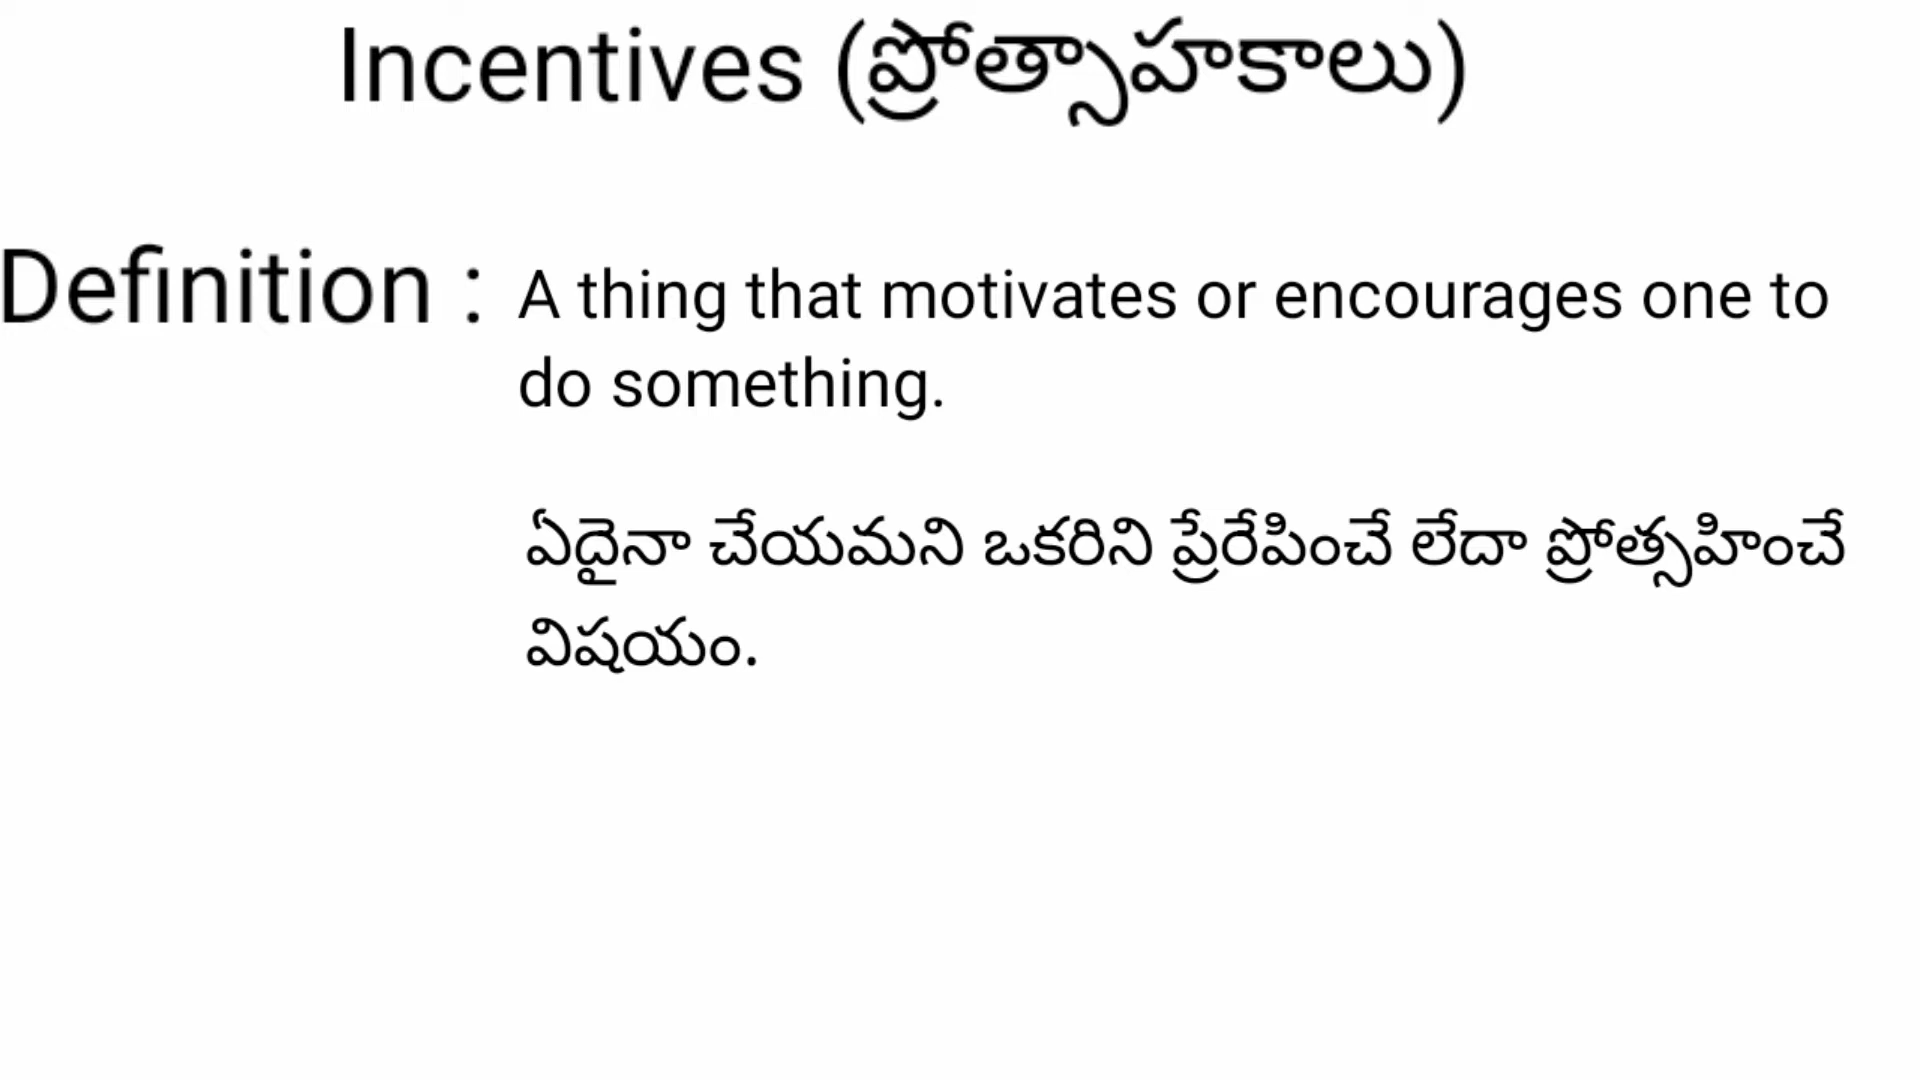 Incentives (ప్రోత్సాహకాలు)
Definition : A thing that motivates or encourages one to
do something.
ఏదైనా చేయమని ఒకరిని ప్రేరేపించే లేదా ప్రోత్సహించే
విషయం.